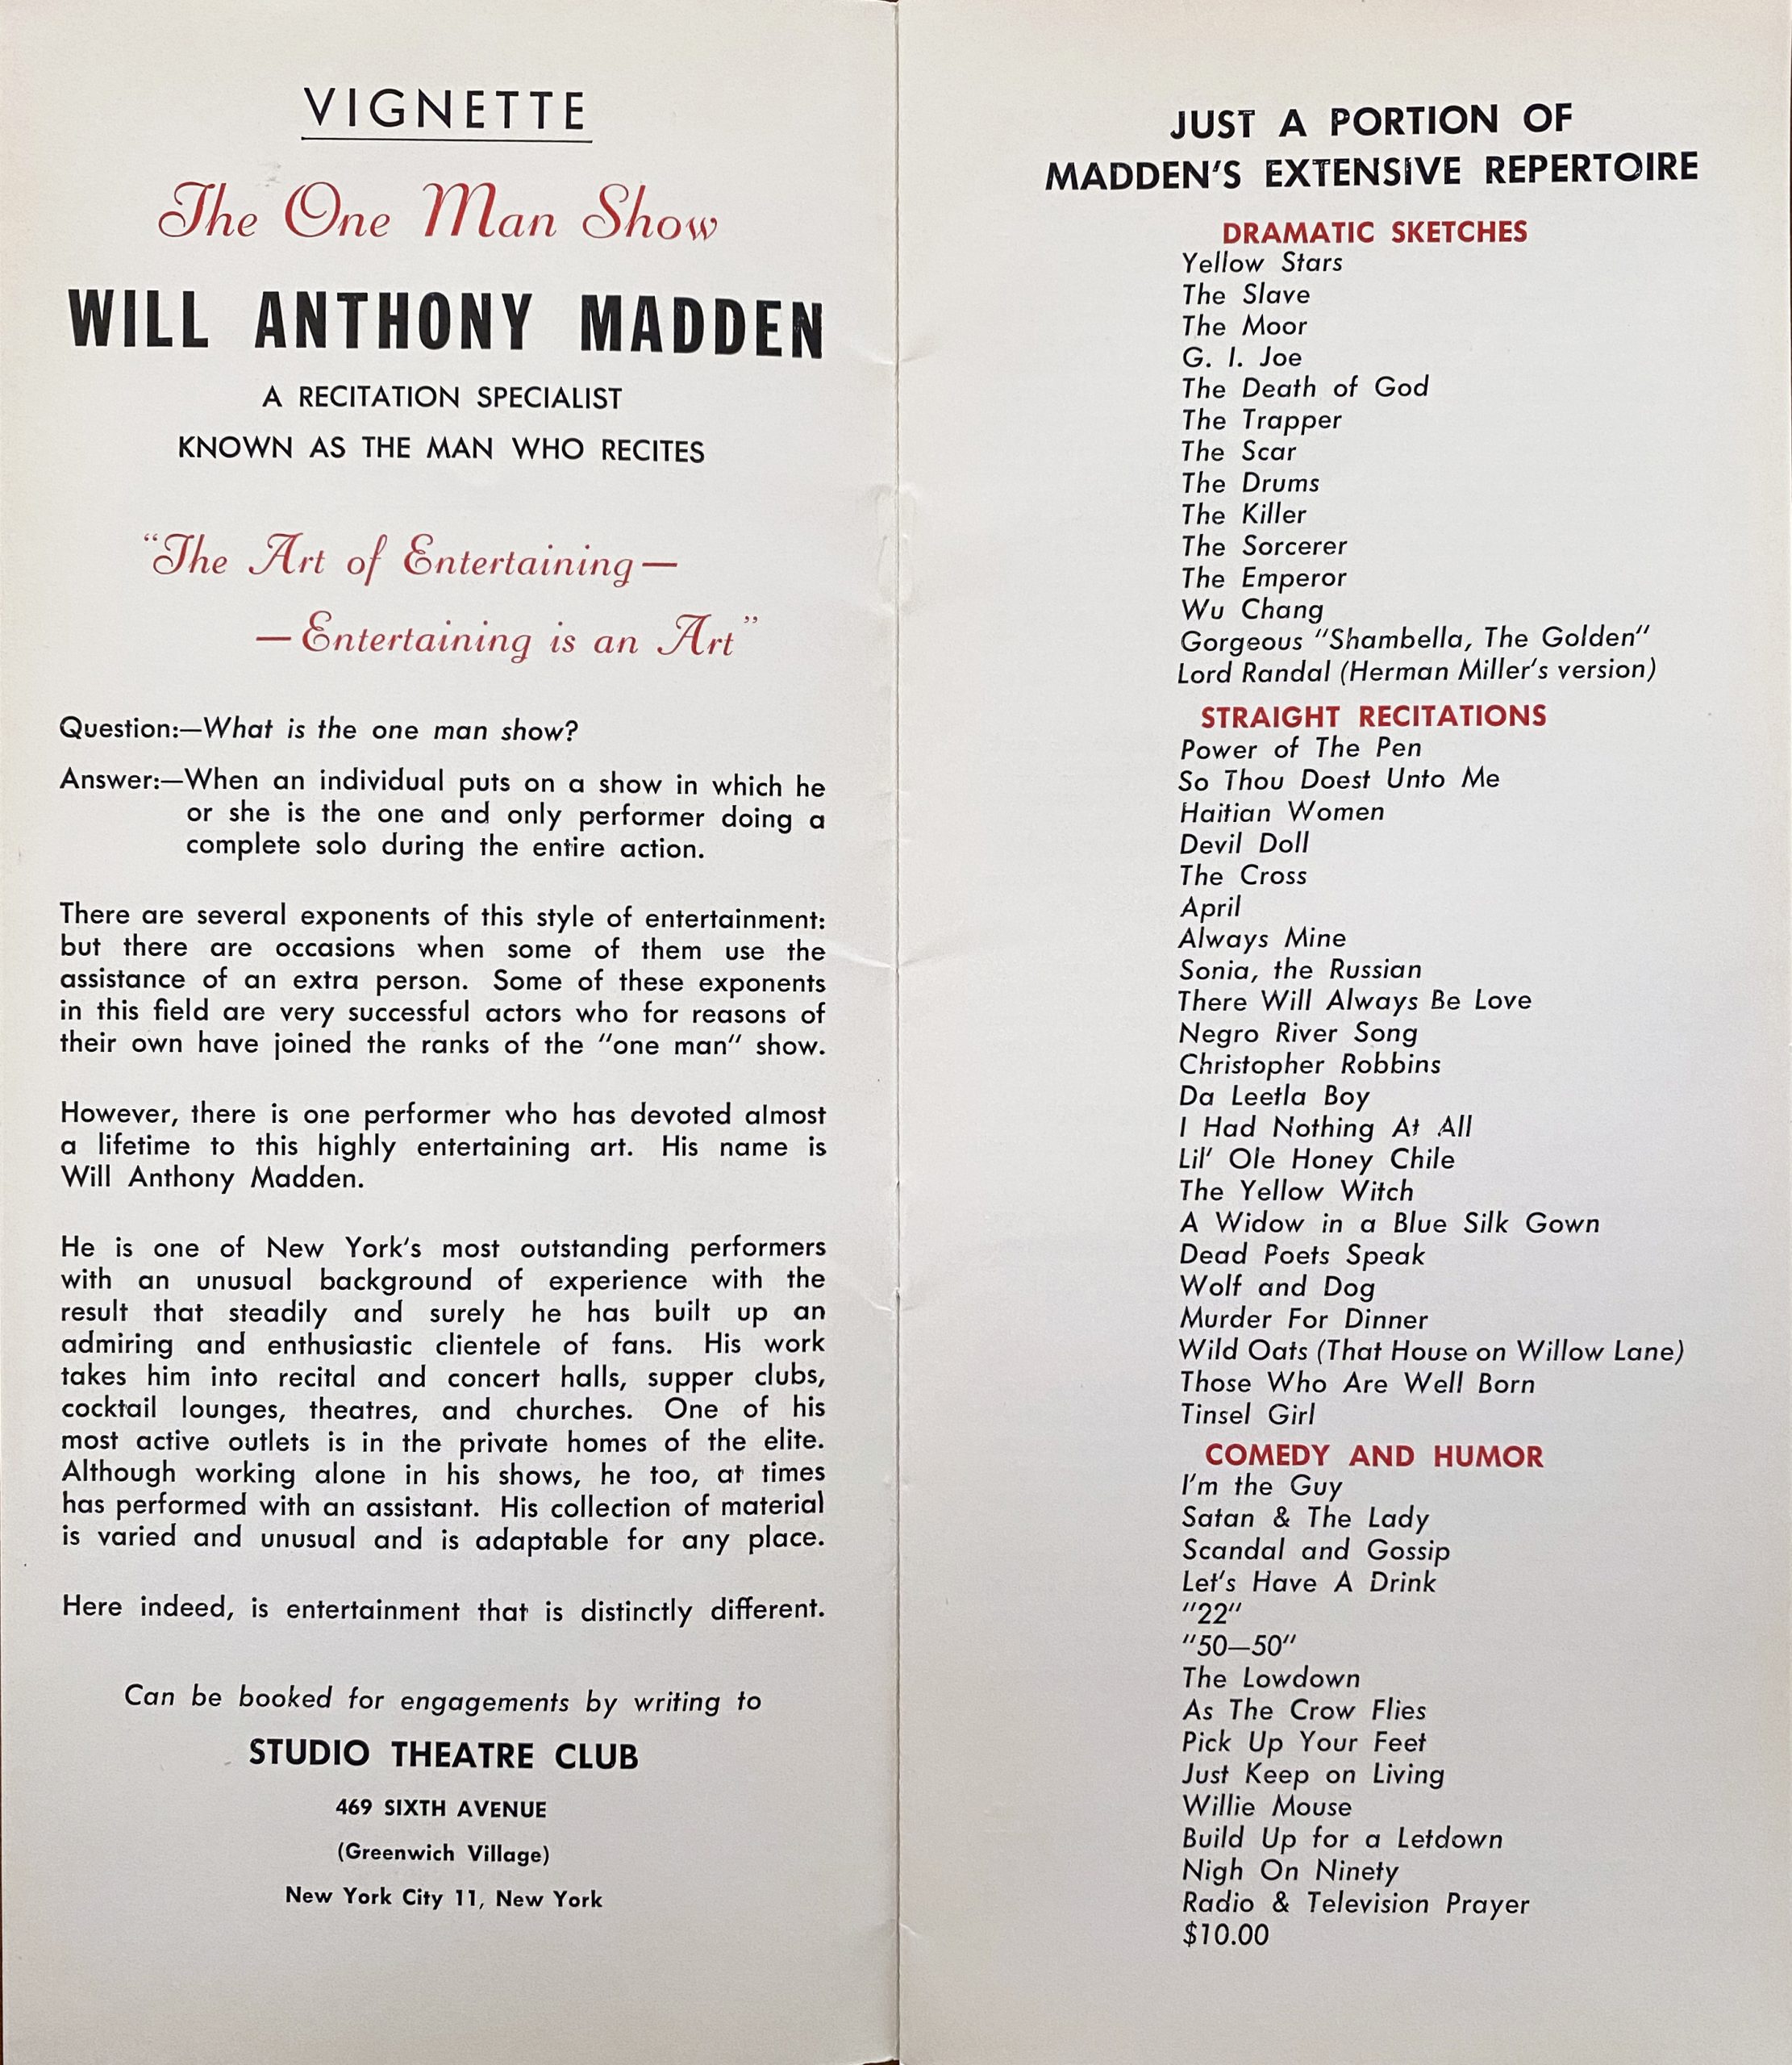 VIGNETTE
The One Man Show
WILL ANTHONY MADDEN
A RECITATION SPECIALIST
KNOWN AS THE MAN WHO RECITES
“The Art of Entertaining—
—Entertaining is an Art”
Question:—What is the one man show?
Answer:—When an individual puts on a show in which he
or she is the one and only performer doing a
complete solo during the entire action.
There are several exponents of this style of entertainment:
but there are occasions when some of them use the
assistance of an extra person. Some of these exponents
in this field are very successful actors who for reasons of
their own have joined the ranks of the "one man" show.
However, there is one performer who has devoted almost
a lifetime to this highly entertaining art. His name is
Will Anthony Madden.
He is one of New York's most outstanding performers
with an unusual background of experience with the
result that steadily and surely he has built up an
admiring and enthusiastic clientele of fans. His work
takes him into recital and concert halls, supper clubs,
cocktail lounges, theatres, and churches. One of his
most active outlets is in the private homes of the elite.
Although working alone in his shows, he too, at times
has performed with an assistant. His collection of material
is varied and unusual and is adaptable for any place.
Here indeed, is entertainment that is distinctly different.
Can be booked for engagements by writing to
STUDIO THEATRE CLUB
469 SIXTH AVENUE
(Greenwich Village)
New York City 11, New York
JUST A PORTION OF
MADDEN'S EXTENSIVE REPERTOIRE
DRAMATIC SKETCHES
Yellow Stars
The Slave
The Moor
G. I. Joe
The Death of God
The Trapper
The Scar
The Drums
The Killer
The Sorcerer
The Emperor
Wu Chang
Gorgeous "Shambella, The Golden"
Lord Randal (Herman Miller's version)
STRAIGHT RECITATIONS
Power of The Pen
So Thou Doest Unto Me
Haitian Women
Devil Doll
The Cross
April
Always Mine
Sonia, the Russian
There Will Always Be Love
Negro River Song
Christopher Robbins
Da Leetla Boy
I Had Nothing At All
Lil' Ole Honey Chile
The Yellow Witch
A Widow in a Blue Silk Gown
Dead Poets Speak
Wolf and Dog
Murder For Dinner
Wild Oats (That House on Willow Lane)
Those Who Are Well Born
Tinsel Girl
COMEDY AND HUMOR
I'm the Guy
Satan & The Lady
Scandal and Gossip
Let's Have A Drink
"22"
"50—50"
The Lowdown
As The Crow Flies
Pick Up Your Feet
Just Keep on Living
Willie Mouse
Build Up for a Letdown
Nigh On Ninety
Radio & Television Prayer
$10.00